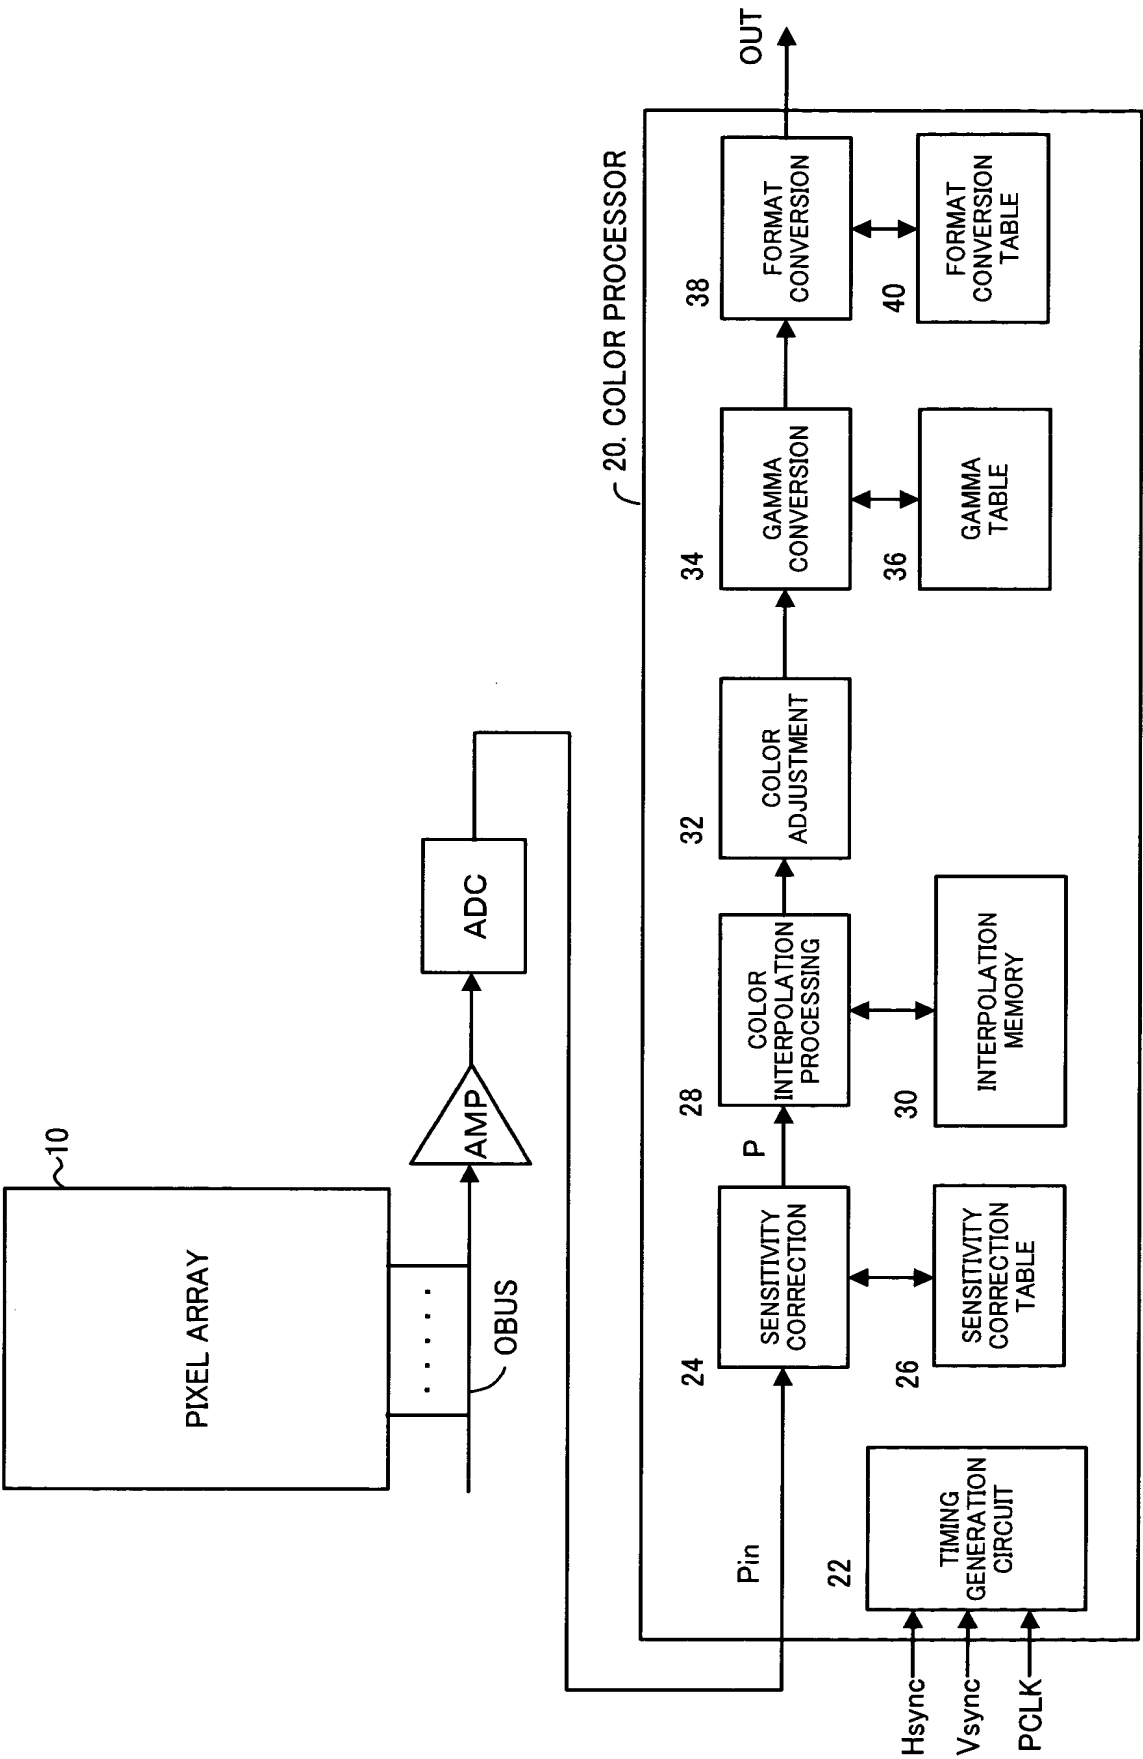 10
PIXEL ARRAY
OBUS
AMP
ADC
20. COLOR PROCESSOR
Pin
24
SENSITIVITY
CORRECTION
P
28
COLOR
INTERPOLATION
PROCESSING
32
COLOR
ADJUSTMENT
34
GAMMA
CONVERSION
38
FORMAT
CONVERSION
OUT
22
TIMING
GENERATION
CIRCUIT
Hsync
Vsync
PCLK
26
SENSITIVITY
CORRECTION
TABLE
30
INTERPOLATION
MEMORY
36
GAMMA
TABLE
40
FORMAT
CONVERSION
TABLE